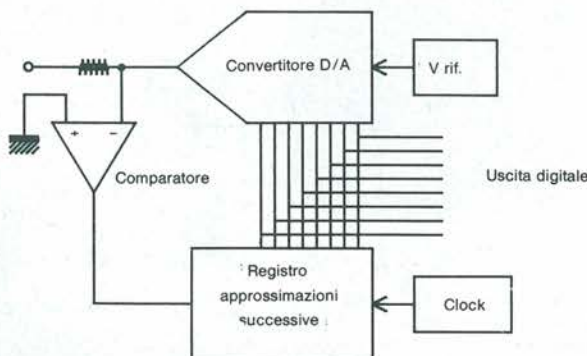 Convertitore D/A
V rif.
+ -
Comparatore
Uscita digitale
Registro
approssimazioni
successive
Clock